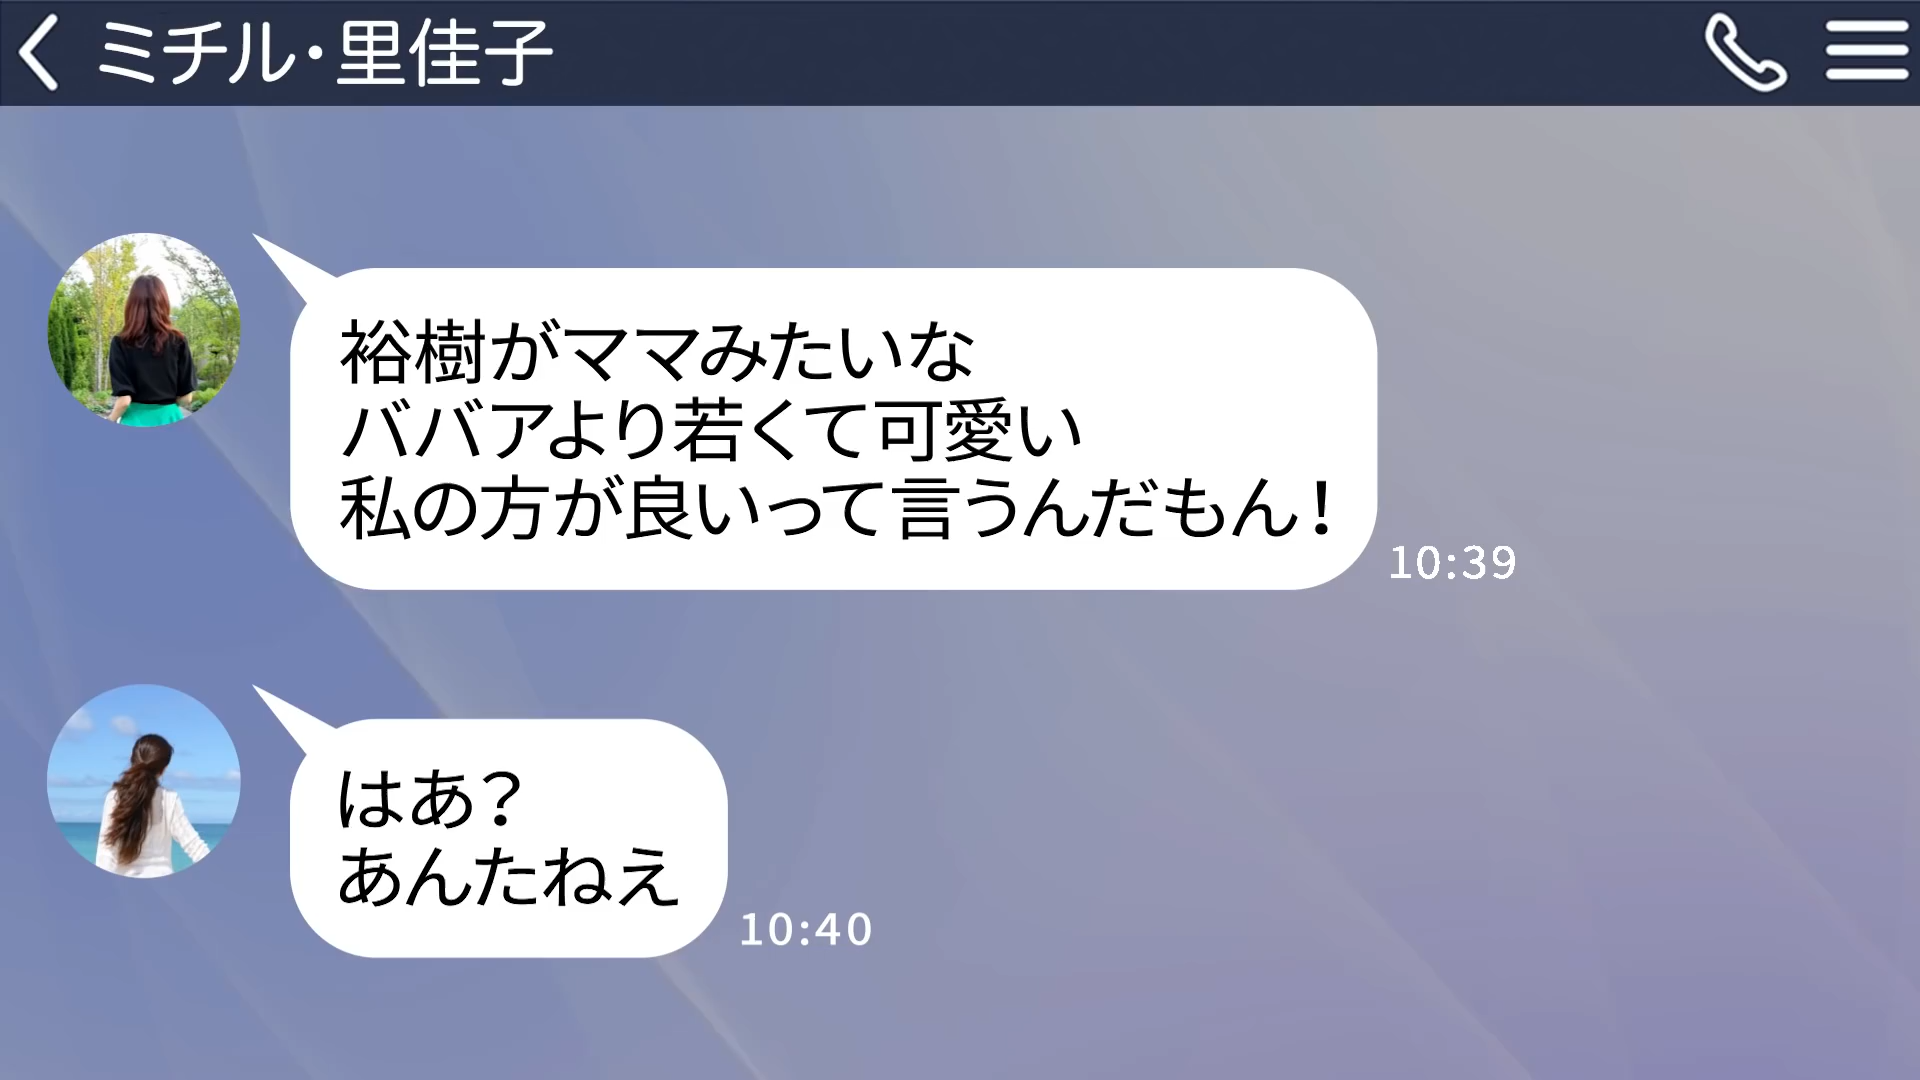 ミチル・里佳子
裕樹がママみたいな
ババアより若くて可愛い
私の方が良いって言うんだもん！
10:39
はあ？
あんたねえ
10:40